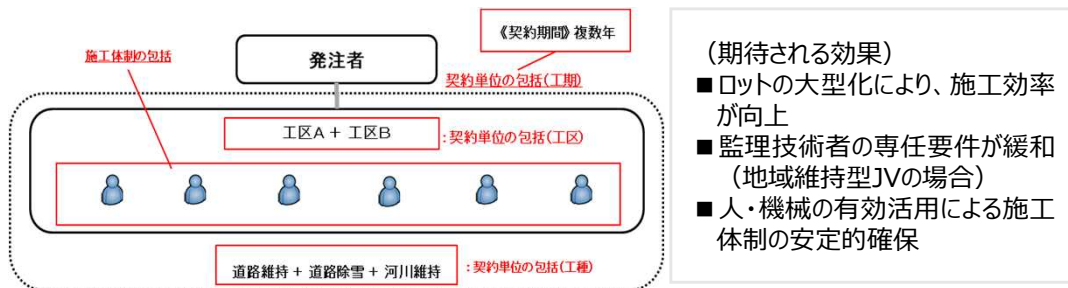 《契約期間》複数年
施工体制の包括
発注者
契約単位の包括(工期)
工区A + 工区B
:契約単位の包括(工区)
道路維持 + 道路除雪 + 河川維持
:契約単位の包括(工種)
（期待される効果）
■ロットの大型化により、施工効率
が向上
■監理技術者の専任要件が緩和
（地域維持型JVの場合）
■人・機械の有効活用による施工
体制の安定的確保